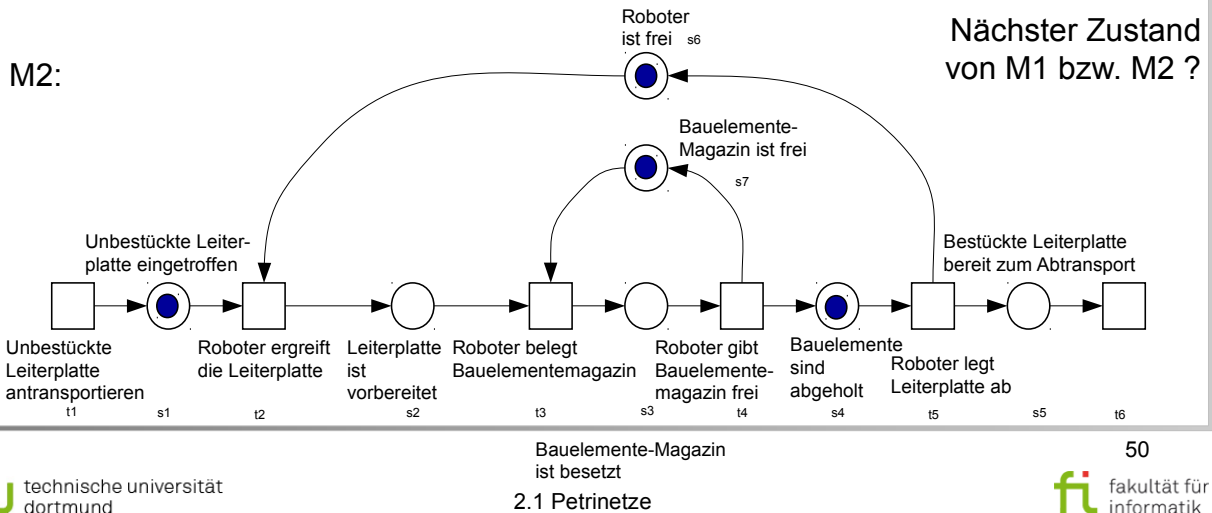 Nächster Zustand
von M1 bzw. M2 ?
M2:
Roboter
ist frei s6
Bauelemente-
Magazin ist frei
s7
Unbestückte Leiter-
platte eingetroffen
Bestückte Leiterplatte
bereit zum Abtransport
Unbestückte
Leiterplatte
antransportieren
t1
s1
Roboter ergreift
die Leiterplatte
t2
Leiterplatte
ist
vorbereitet
s2
Roboter belegt
Bauelementemagazin
t3
s3
Roboter gibt
Bauelemente-
magazin frei
t4
Bauelemente
sind
abgeholt
s4
Roboter legt
Leiterplatte ab
t5
s5
t6
Bauelemente-Magazin
ist besetzt
50
technische universität
dortmund
2.1 Petrinetze
fi fakultät für
informatik